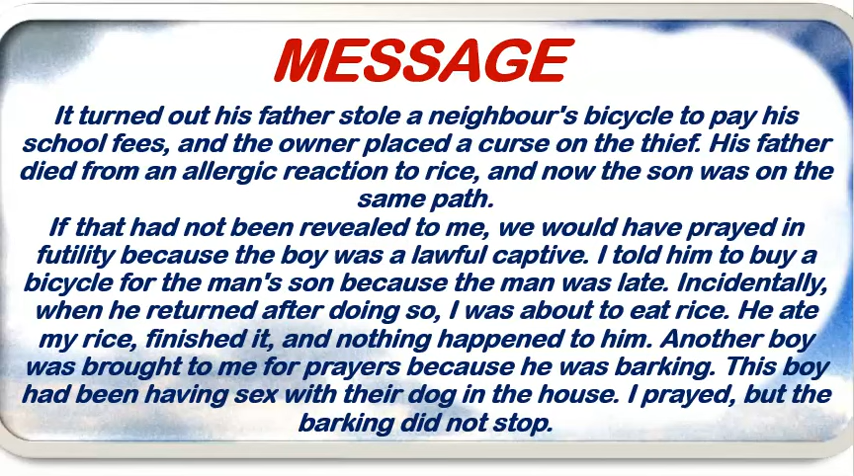 MESSAGE
It turned out his father stole a neighbour's bicycle to pay his
school fees, and the owner placed a curse on the thief. His father
died from an allergic reaction to rice, and now the son was on the
same path.
If that had not been revealed to me, we would have prayed in
futility because the boy was a lawful captive. I told him to buy a
bicycle for the man's son because the man was late. Incidentally,
when he returned after doing so, I was about to eat rice. He ate
my rice, finished it, and nothing happened to him. Another boy
was brought to me for prayers because he was barking. This boy
had been having sex with their dog in the house. I prayed, but the
barking did not stop.